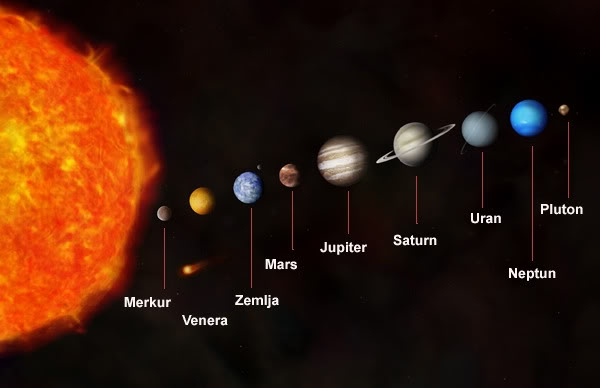 Merkur
Venera
Zemlja
Mars
Jupiter
Saturn
Uran
Neptun
Pluton